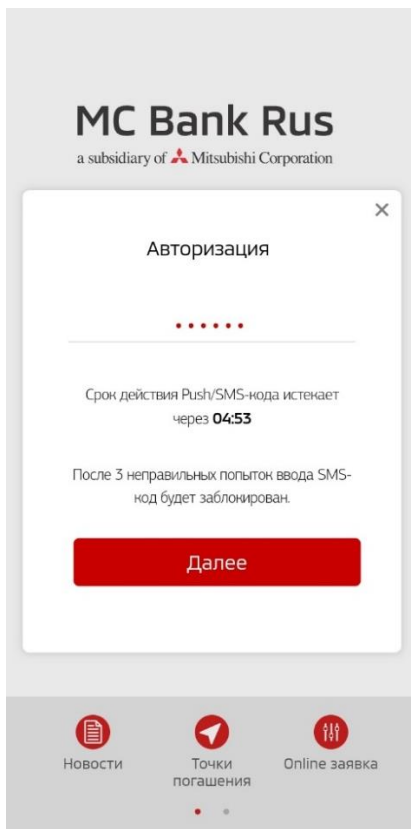 MC Bank Rus
a subsidiary of Mitsubishi Corporation
Авторизация
Срок действия Push/SMS-кода истекает
через 04:53
После 3 неправильных попыток ввода SMS-
код будет заблокирован.
Далее
Новости
Точки
погашения
Online заявка